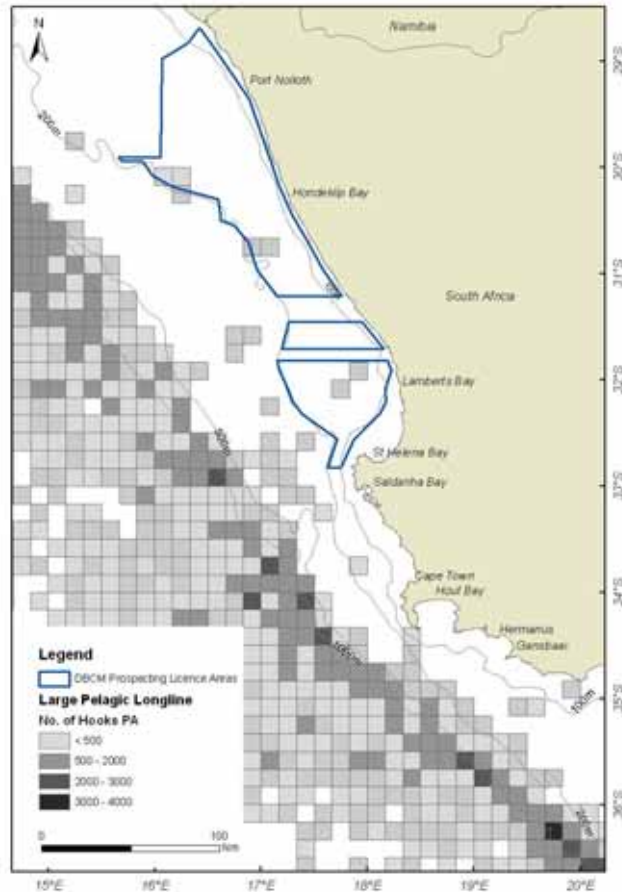 N
Namibia
29°S
Port Nolloth
200m
30°S
Hondeklip Bay
31°S
South Africa
32°S
Lamberts Bay
500m
St Helena Bay
Saldanha Bay
33°S
Cape Town
Hout Bay
34°S
Hermanus
Gansbaai
Legend
DBCM Prospecting Licence Areas
1000m
100m
35°S
Large Pelagic Longline
No. of Hooks PA
< 500
500 - 2000
2000 - 3000
3000 - 4000
200m
36°S
0
100
Nm
15°E
16°E
17°E
18°E
19°E
20°E